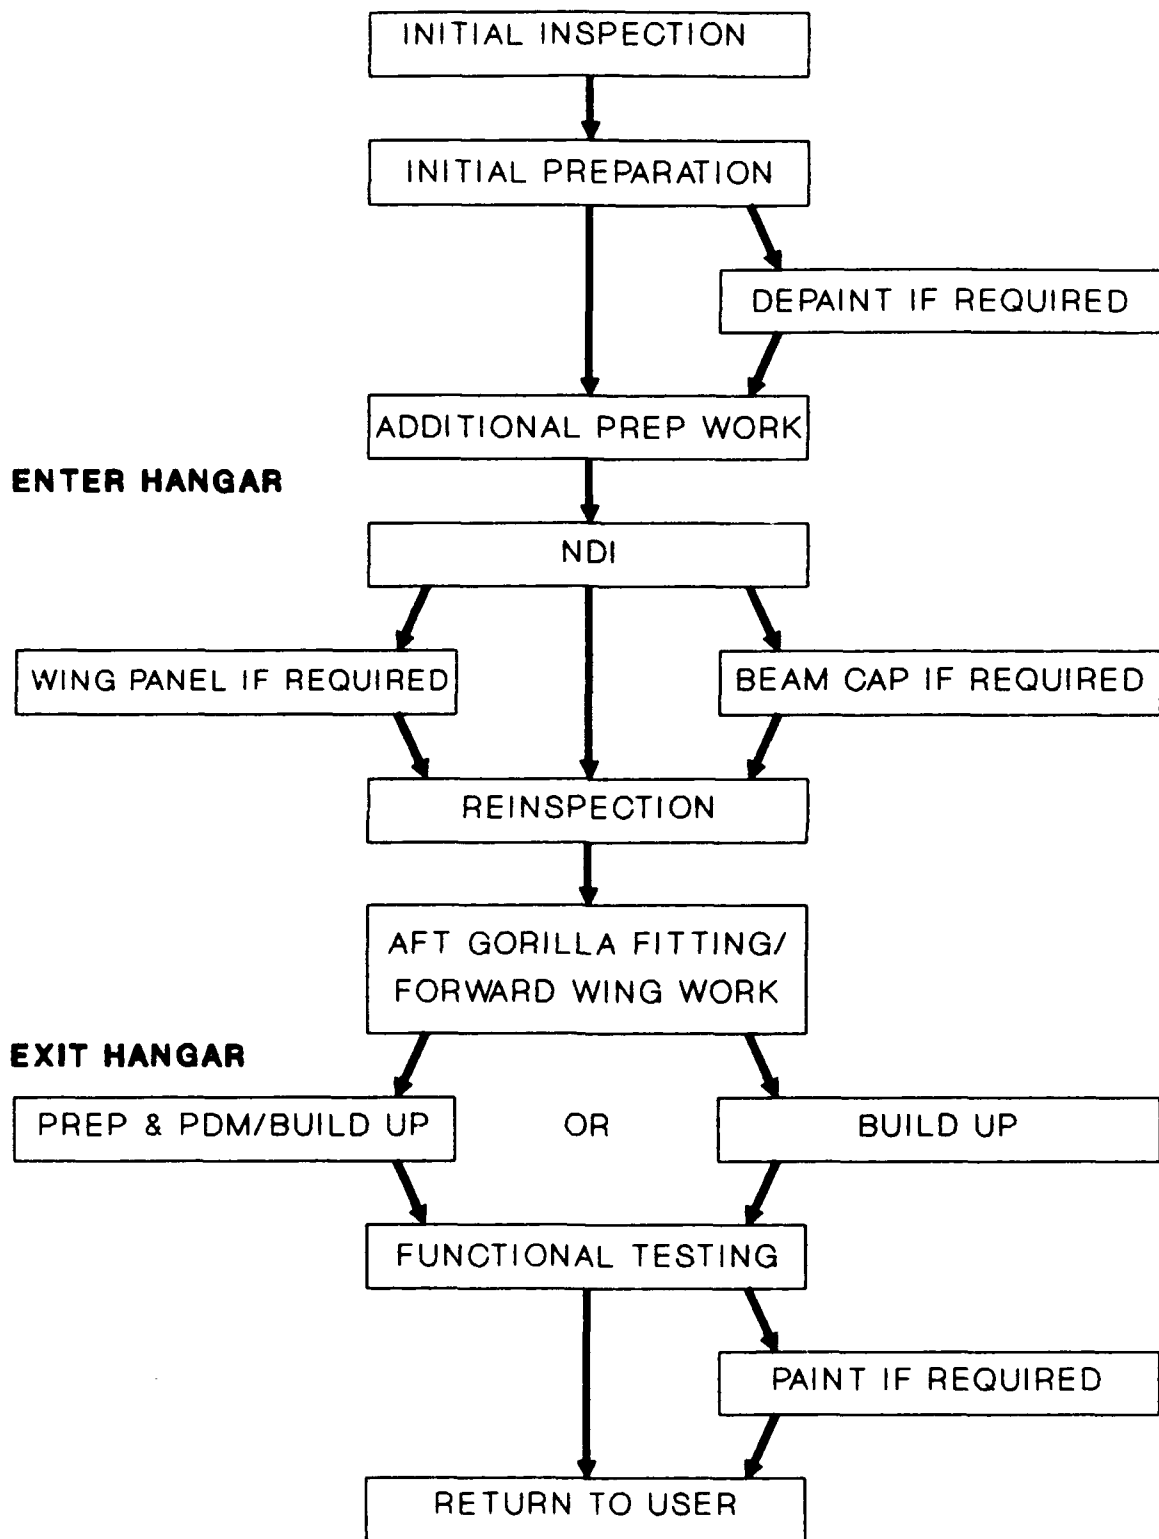 INITIAL INSPECTION
INITIAL PREPARATION
DEPAINT IF REQUIRED
ADDITIONAL PREP WORK
ENTER HANGAR
NDI
WING PANEL IF REQUIRED
BEAM CAP IF REQUIRED
REINSPECTION
AFT GORILLA FITTING/
FORWARD WING WORK
EXIT HANGAR
PREP & PDM/BUILD UP
OR
BUILD UP
FUNCTIONAL TESTING
PAINT IF REQUIRED
RETURN TO USER